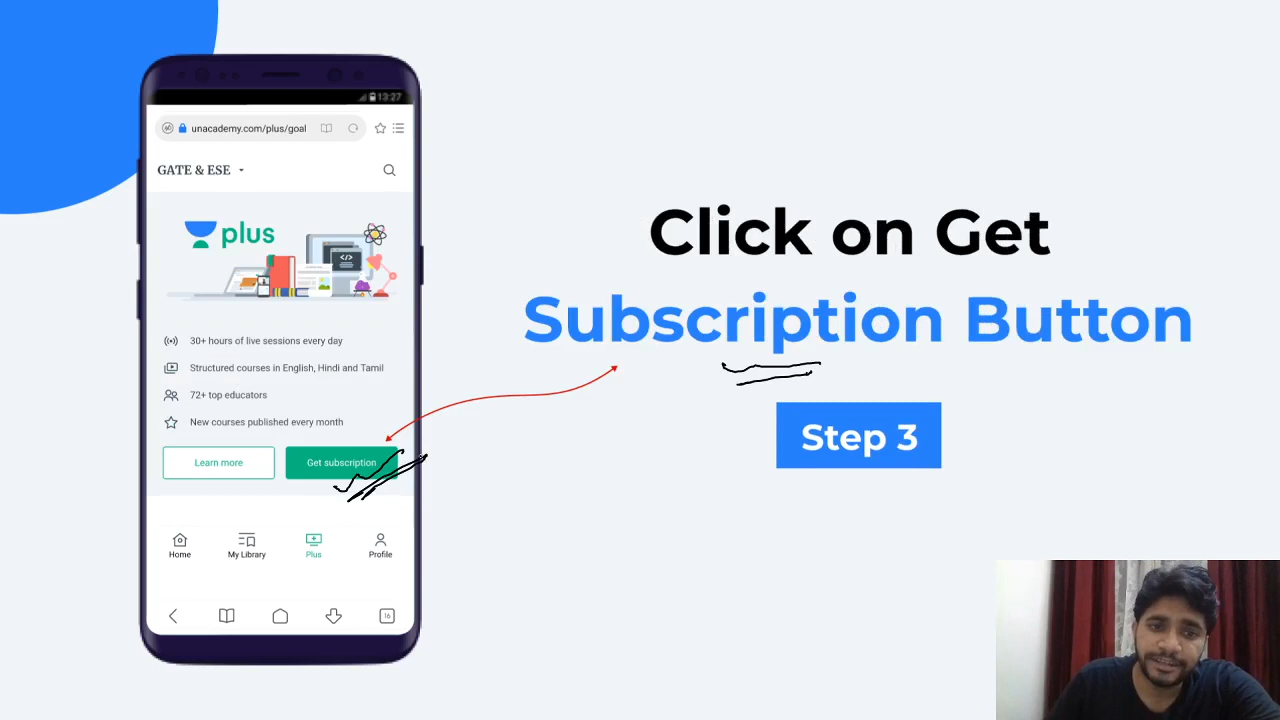 13:27
unacademy.com/plus/goal
GATE & ESE
plus
</>
30+ hours of live sessions every day
Structured courses in English, Hindi and Tamil
72+ top educators
New courses published every month
Learn more
Get subscription
Home
My Library
Plus
Profile
16
Click on Get
Subscription Button
Step 3